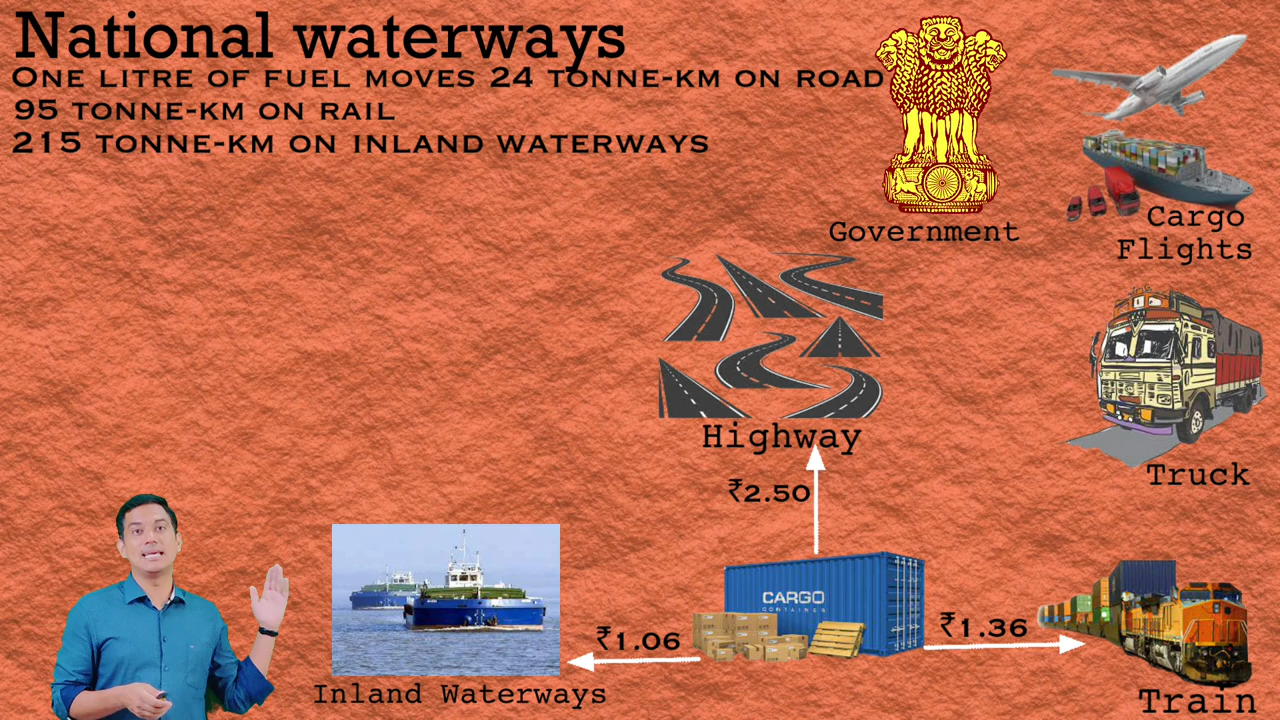 National waterways
ONE LITRE OF FUEL MOVES 24 TONNE-KM ON ROAD
95 TONNE-KM ON RAIL
215 TONNE-KM ON INLAND WATERWAYS
Government
Cargo
Flights
Highway
Truck
₹2.50
CARGO
CONTAINER
₹1.06
₹1.36
Inland Waterways
Train